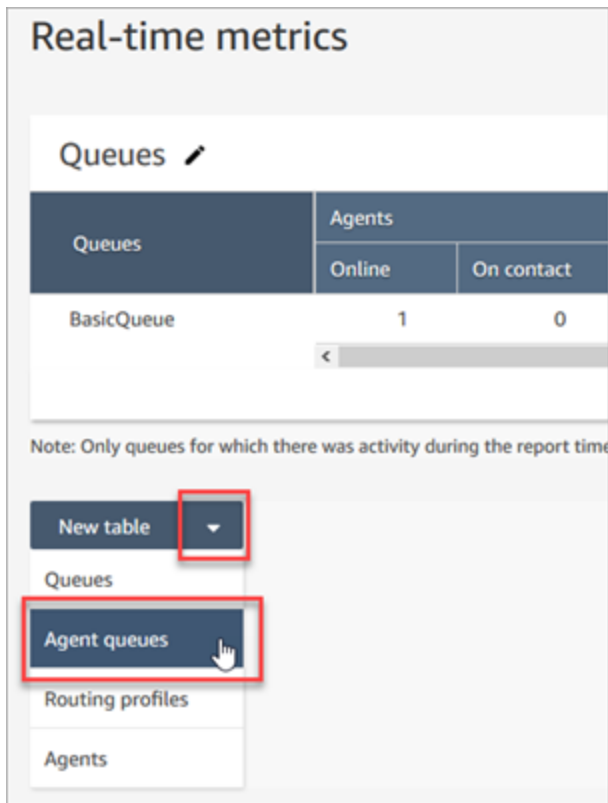 Real-time metrics
Queues
Queues
Agents
Online
On contact
BasicQueue
1
0
Note: Only queues for which there was activity during the report time
New table
Queues
Agent queues
Routing profiles
Agents